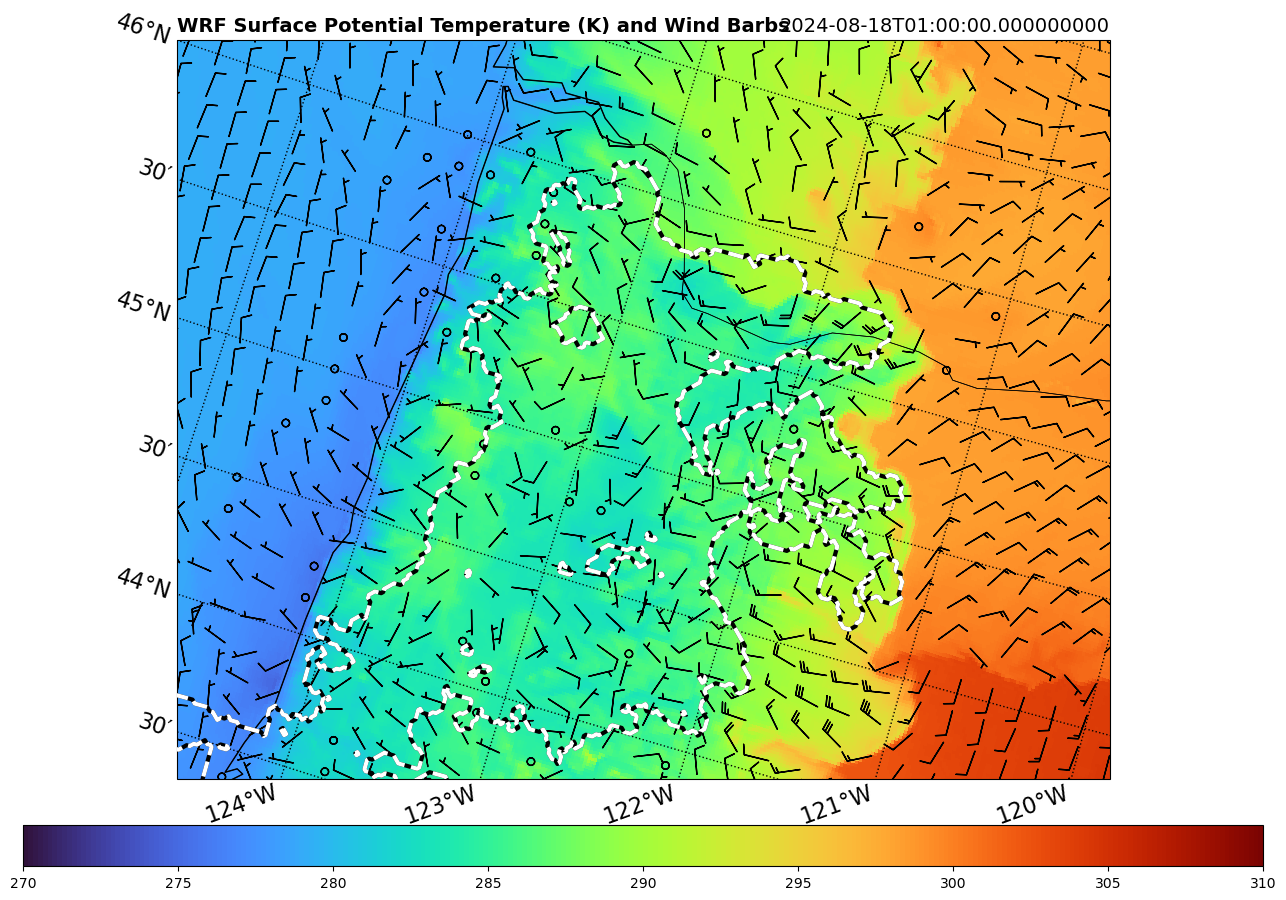 WRF Surface Potential Temperature (K) and Wind Barbs 2024-08-18T01:00:00.000000000
46°N
30′
45°N
30′
44°N
30′
124°W 123°W 122°W 121°W 120°W
270 275 280 285 290 295 300 305 310